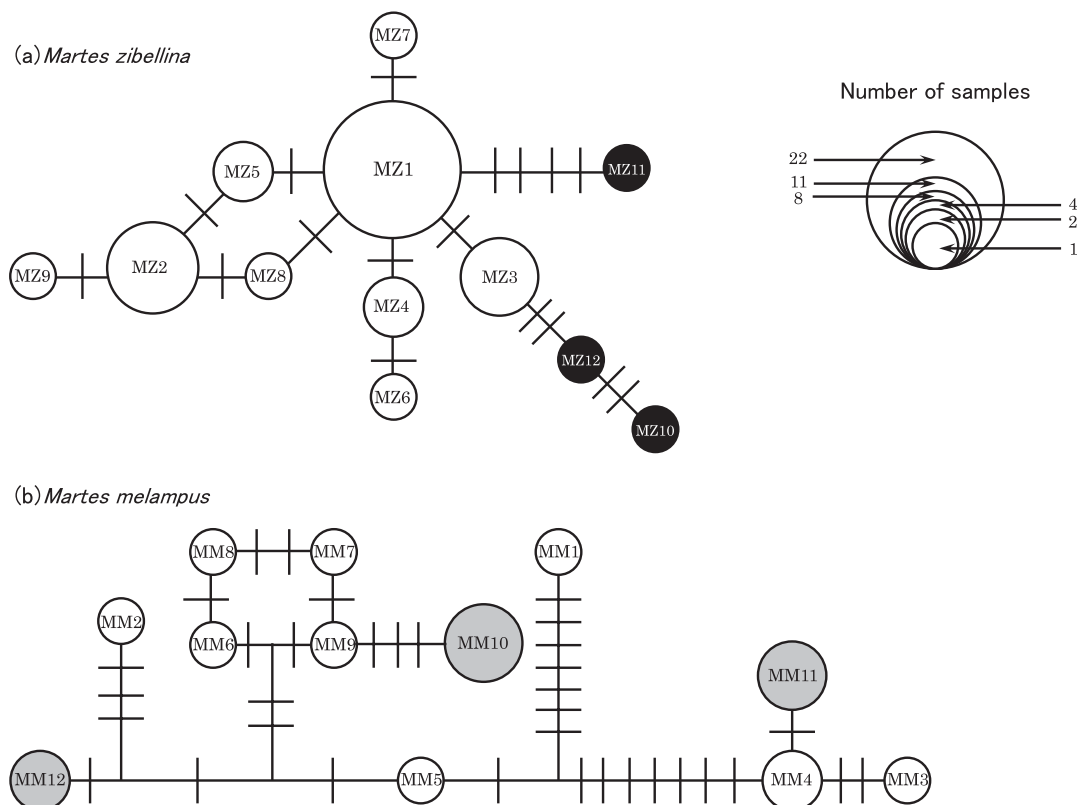 (a) Martes zibellina
MZ7
Number of samples
MZ5
MZ1
MZ11
22
11
8
4
2
1
MZ9
MZ2
MZ8
MZ4
MZ3
MZ12
MZ6
MZ10
(b) Martes melampus
MM8
MM7
MM1
MM2
MM6
MM9
MM10
MM11
MM12
MM5
MM4
MM3